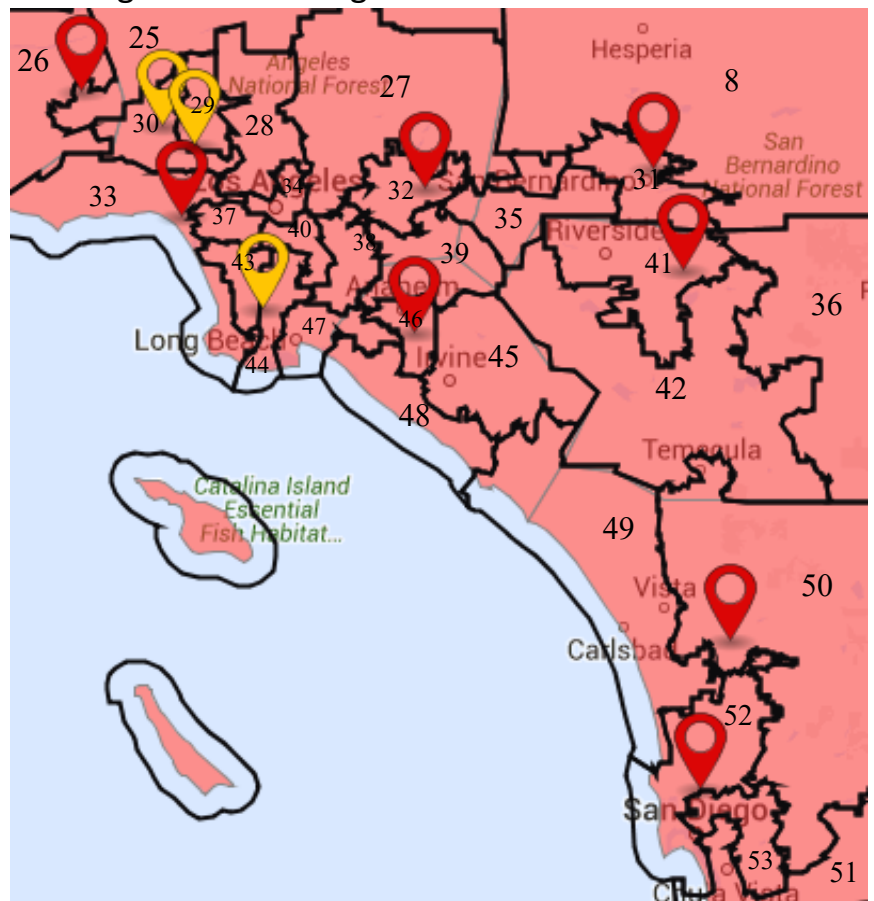 25
26
27
Hesperia
8
Angeles
National Forest
29
30
28
San
Bernardino
National Forest
31
34
Los Angeles
32
San Bernardino
33
37
40
35
38
39
Riverside
43
41
Anaheim
46
36
47
Long Beach
44
Irvine
45
42
48
Temecula
Catalina Island
Essential
Fish Habitat...
49
50
Vista
Carlsbad
52
San Diego
53
51
Chula Vista